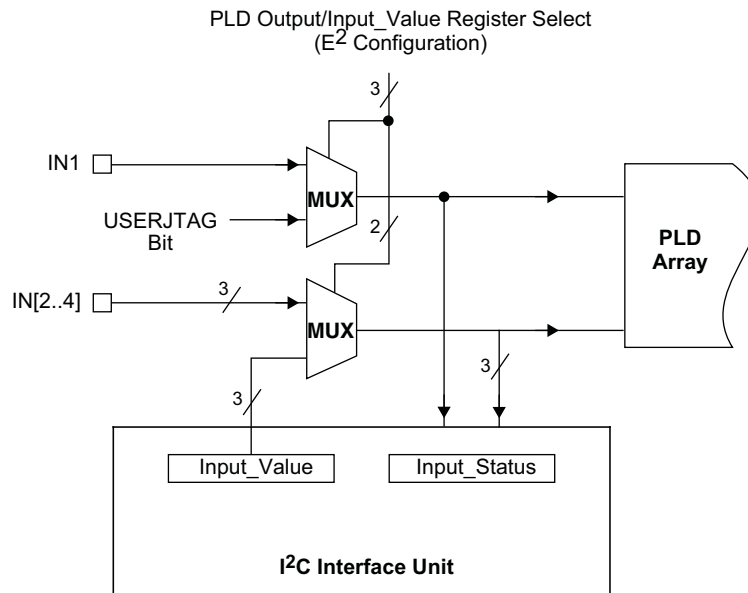 PLD Output/Input_Value Register Select
(E2 Configuration)
3
IN1
MUX
USERJTAG
Bit
2
PLD
Array
IN[2..4]
3
MUX
3
3
Input_Value
Input_Status
I2C Interface Unit